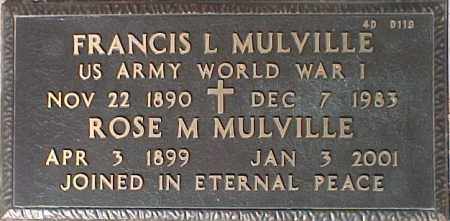 4D 0119
FRANCIS L MULVILLE
US ARMY WORLD WAR I
NOV 22 1890 DEC 7 1983
ROSE M MULVILLE
APR 3 1899 JAN 3 2001
JOINED IN ETERNAL PEACE